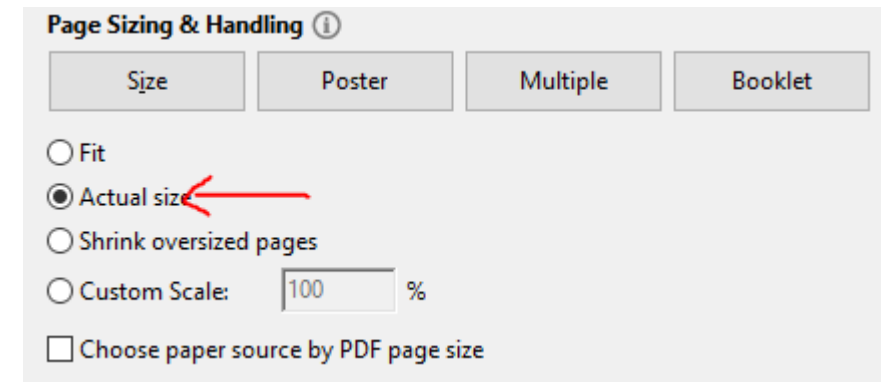 Page Sizing & Handling
Size Poster Multiple Booklet
Fit
Actual size
Shrink oversized pages
Custom Scale: 100 %
Choose paper source by PDF page size